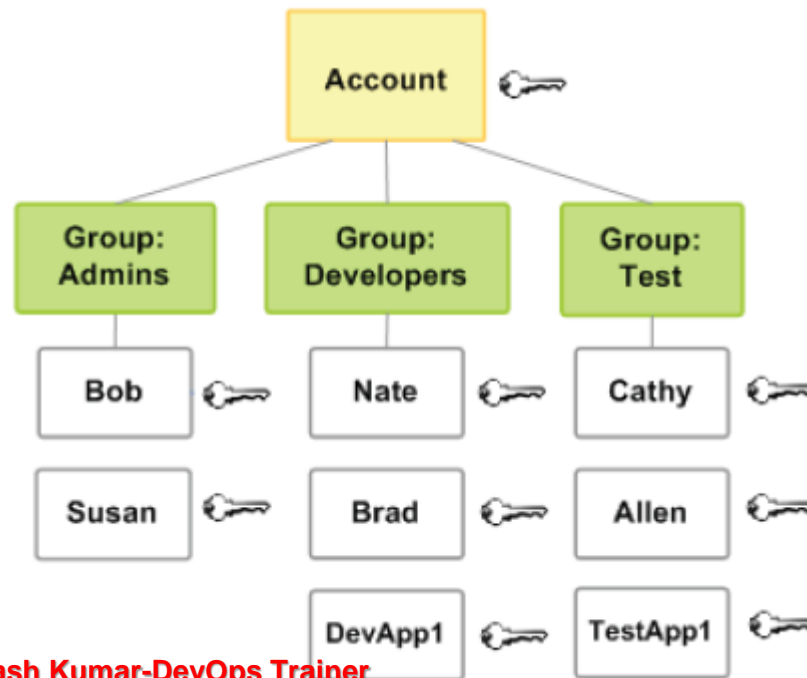 Account
Group:
Admins
Group:
Developers
Group:
Test
Bob
Nate
Cathy
Susan
Brad
Allen
DevApp1
TestApp1
Kumar-DevOps Trainer